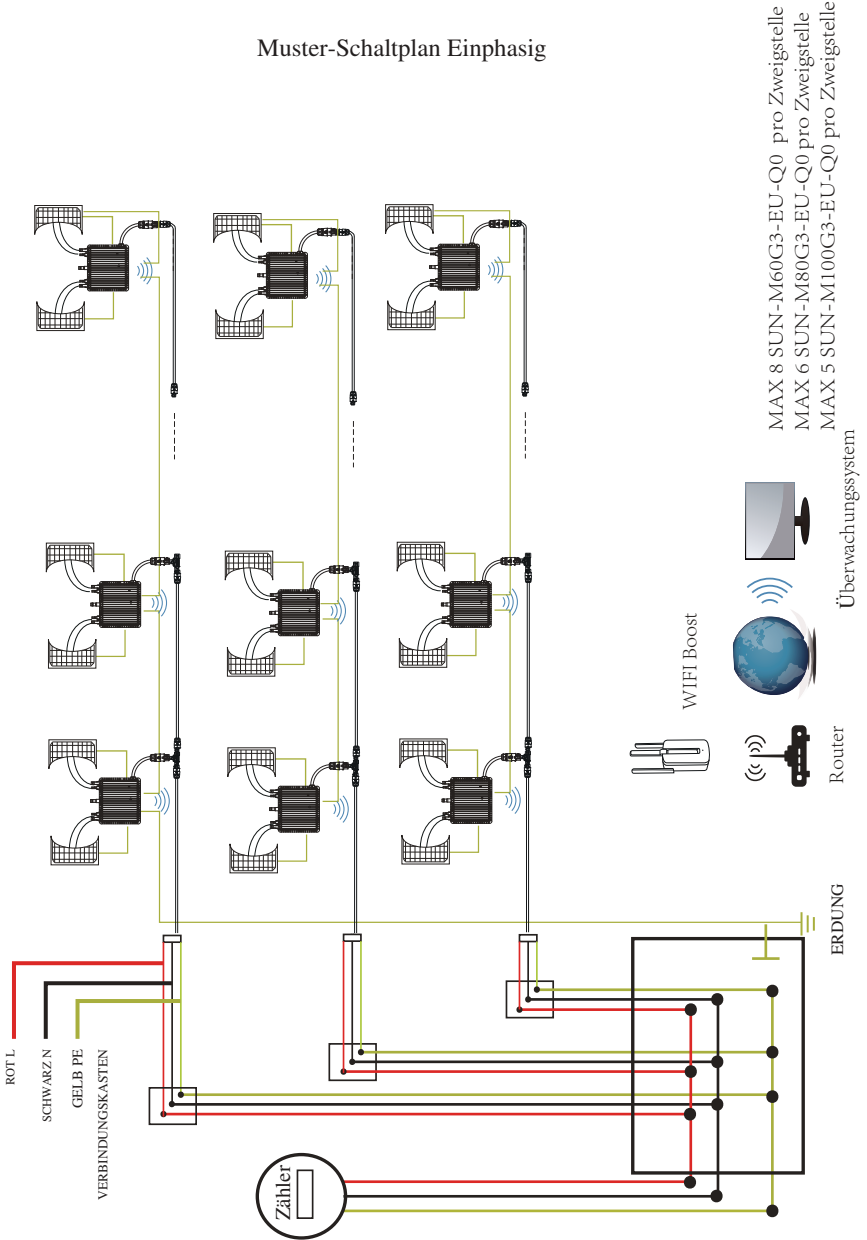 Muster-Schaltplan Einphasig
ROT L
SCHWARZ N
GELB PE
VERBINDUNGSKASTEN
Zähler
ERDUNG
Router
WIFI Boost
Überwachungssystem
MAX 8 SUN-M60G3-EU-Q0 pro Zweigstelle
MAX 6 SUN-M80G3-EU-Q0 pro Zweigstelle
MAX 5 SUN-M100G3-EU-Q0 pro Zweigstelle